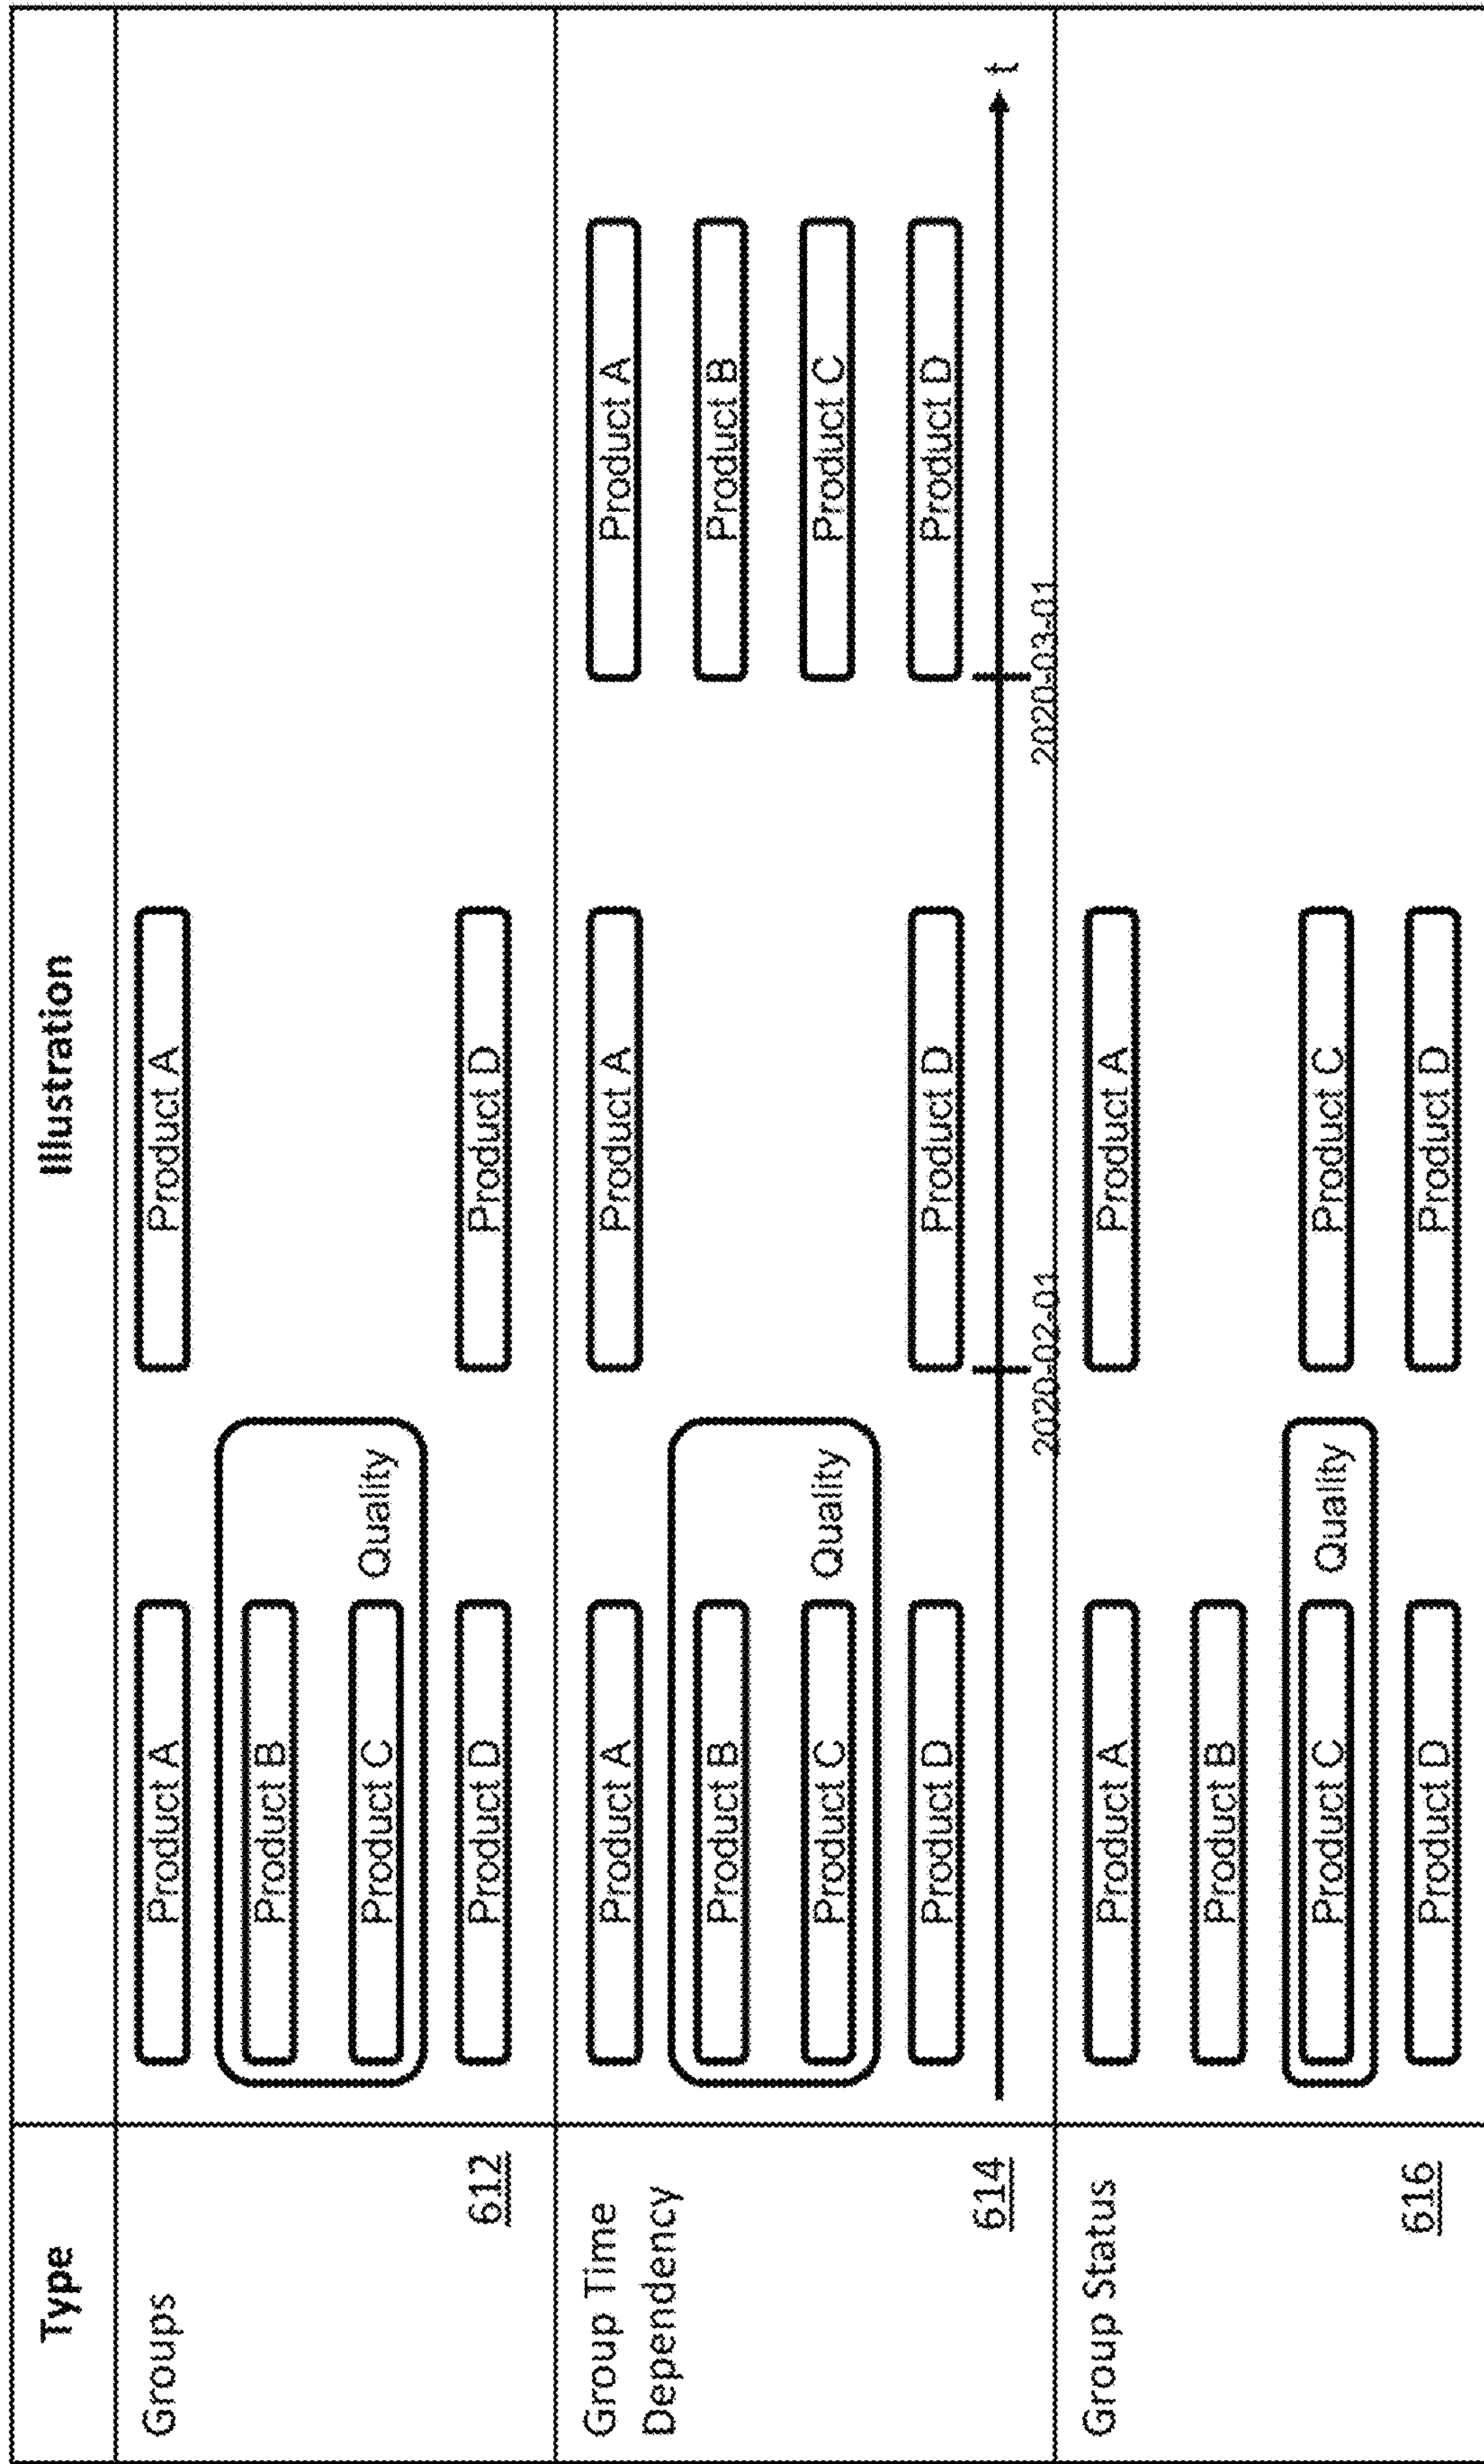 Type
Illustration
Groups
612
Product A
Product B
Product C
Quality
Product D
Product A
Product D
Group Time
Dependency
614
Product A
Product B
Product C
Quality
Product D
Product A
Product D
Product A
Product B
Product C
Product D
2020-02-01
2020-03-01
t
Group Status
616
Product A
Product B
Product C
Quality
Product D
Product A
Product C
Product D